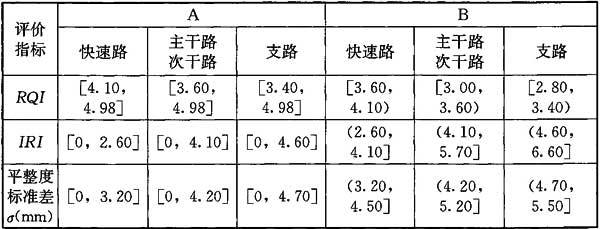 评价
指标
A
B
快速路
主干路
次干路
支路
快速路
主干路
次干路
支路
RQI
[4.10,
4.98]
[3.60,
4.98]
[3.40,
4.98]
[3.60,
4.10)
[3.00,
3.60)
[2.80,
3.40)
IRI
[0, 2.60]
[0, 4.10]
[0, 4.60]
(2.60,
4.10]
(4.10,
5.70]
(4.60,
6.60]
平整度
标准差
σ(mm)
[0, 3.20]
[0, 4.20]
[0, 4.70]
(3.20,
4.50]
(4.20,
5.20]
(4.70,
5.50]